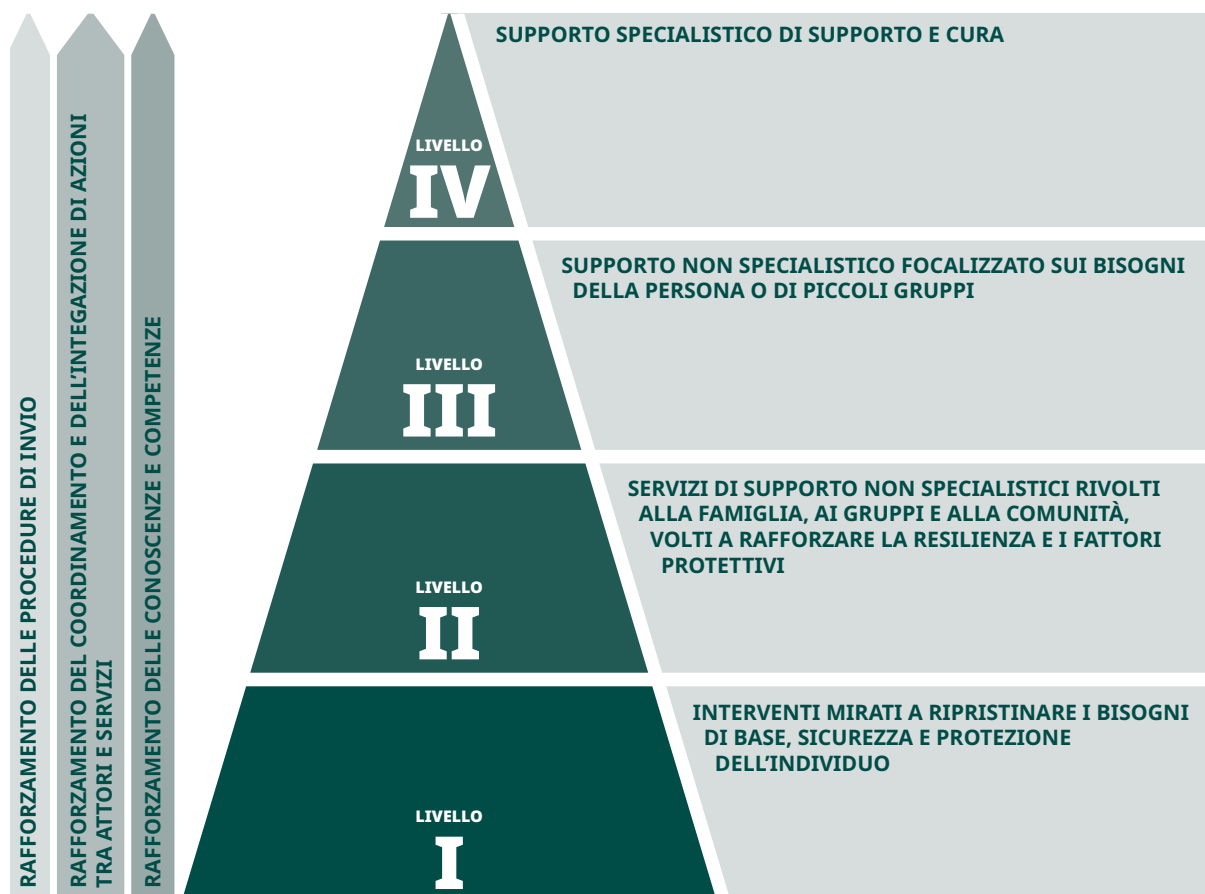 RAFFORZAMENTO DELLE PROCEDURE DI INVIO
RAFFORZAMENTO DEL COORDINAMENTO E DELL'INTEGAZIONE DI AZIONI
TRA ATTORI E SERVIZI
RAFFORZAMENTO DELLE CONOSCENZE E COMPETENZE
SUPPORTO SPECIALISTICO DI SUPPORTO E CURA
LIVELLO
IV
SUPPORTO NON SPECIALISTICO FOCALIZZATO SUI BISOGNI
DELLA PERSONA O DI PICCOLI GRUPPI
LIVELLO
III
SERVIZI DI SUPPORTO NON SPECIALISTICI RIVOLTI
ALLA FAMIGLIA, AI GRUPPI E ALLA COMUNITÀ,
VOLTI A RAFFORZARE LA RESILIENZA E I FATTORI
PROTETTIVI
LIVELLO
II
INTERVENTI MIRATI A RIPRISTINARE I BISOGNI
DI BASE, SICUREZZA E PROTEZIONE
DELL'INDIVIDUO
LIVELLO
I